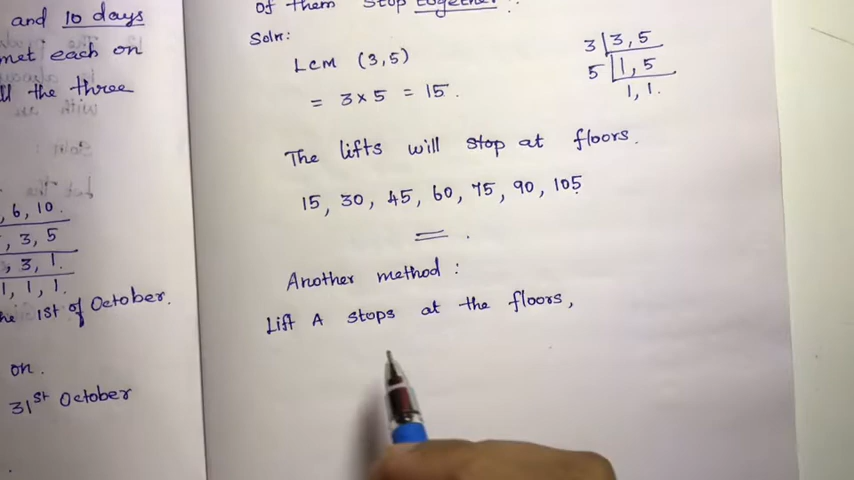 and 10 days
met each on
ll the three
, 6, 10.
, 3, 5
, 3, 1.
1, 1, 1.
he 1st of October.
on.
31st October
of them stop together?
Soln:
LCM (3,5)
= 3 x 5 = 15.
3 3, 5
5 1, 5
1, 1.
The lifts will stop at floors.
15, 30, 45, 60, 75, 90, 105
Another method:
Lift A stops at the floors,